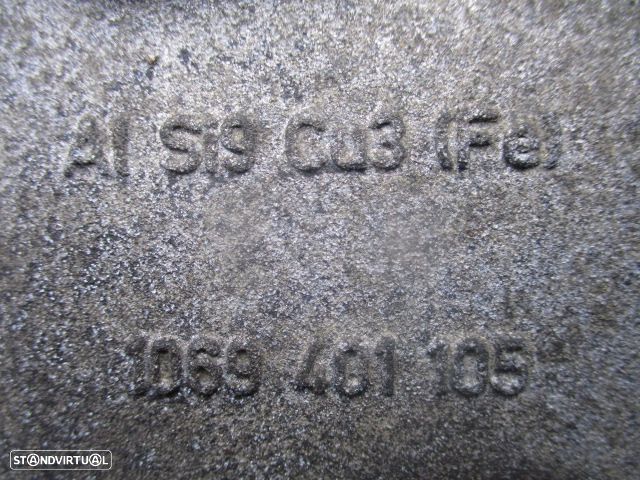 Al Si9 Cu3 (Fe)
1069 401 105
STANDVIRTUAL